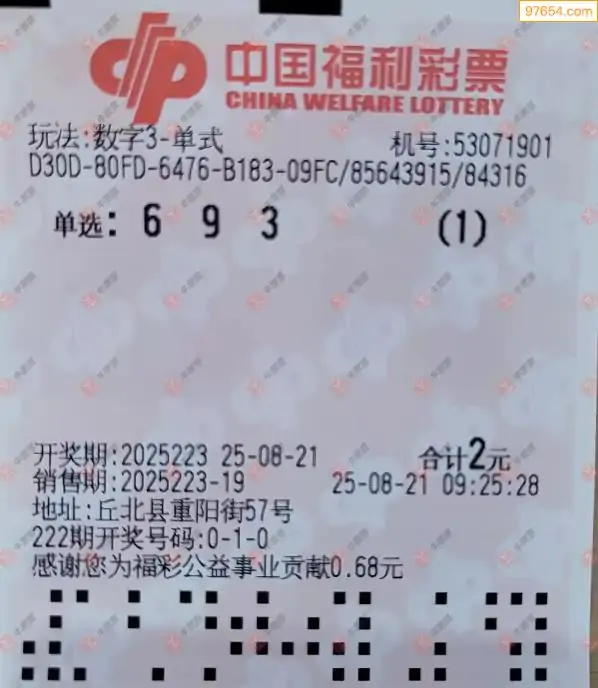 97654.com
中国福利彩票
CHINA WELFARE LOTTERY
玩法:数字3-单式 机号:53071901
D30D-80FD-6476-B183-09FC/85643915/84316
单选: 6 9 3 (1)
开奖期:2025223 25-08-21 合计2元
销售期:2025223-19 25-08-21 09:25:28
地址:丘北县重阳街57号
222期开奖号码:0-1-0
感谢您为福彩公益事业贡献0.68元